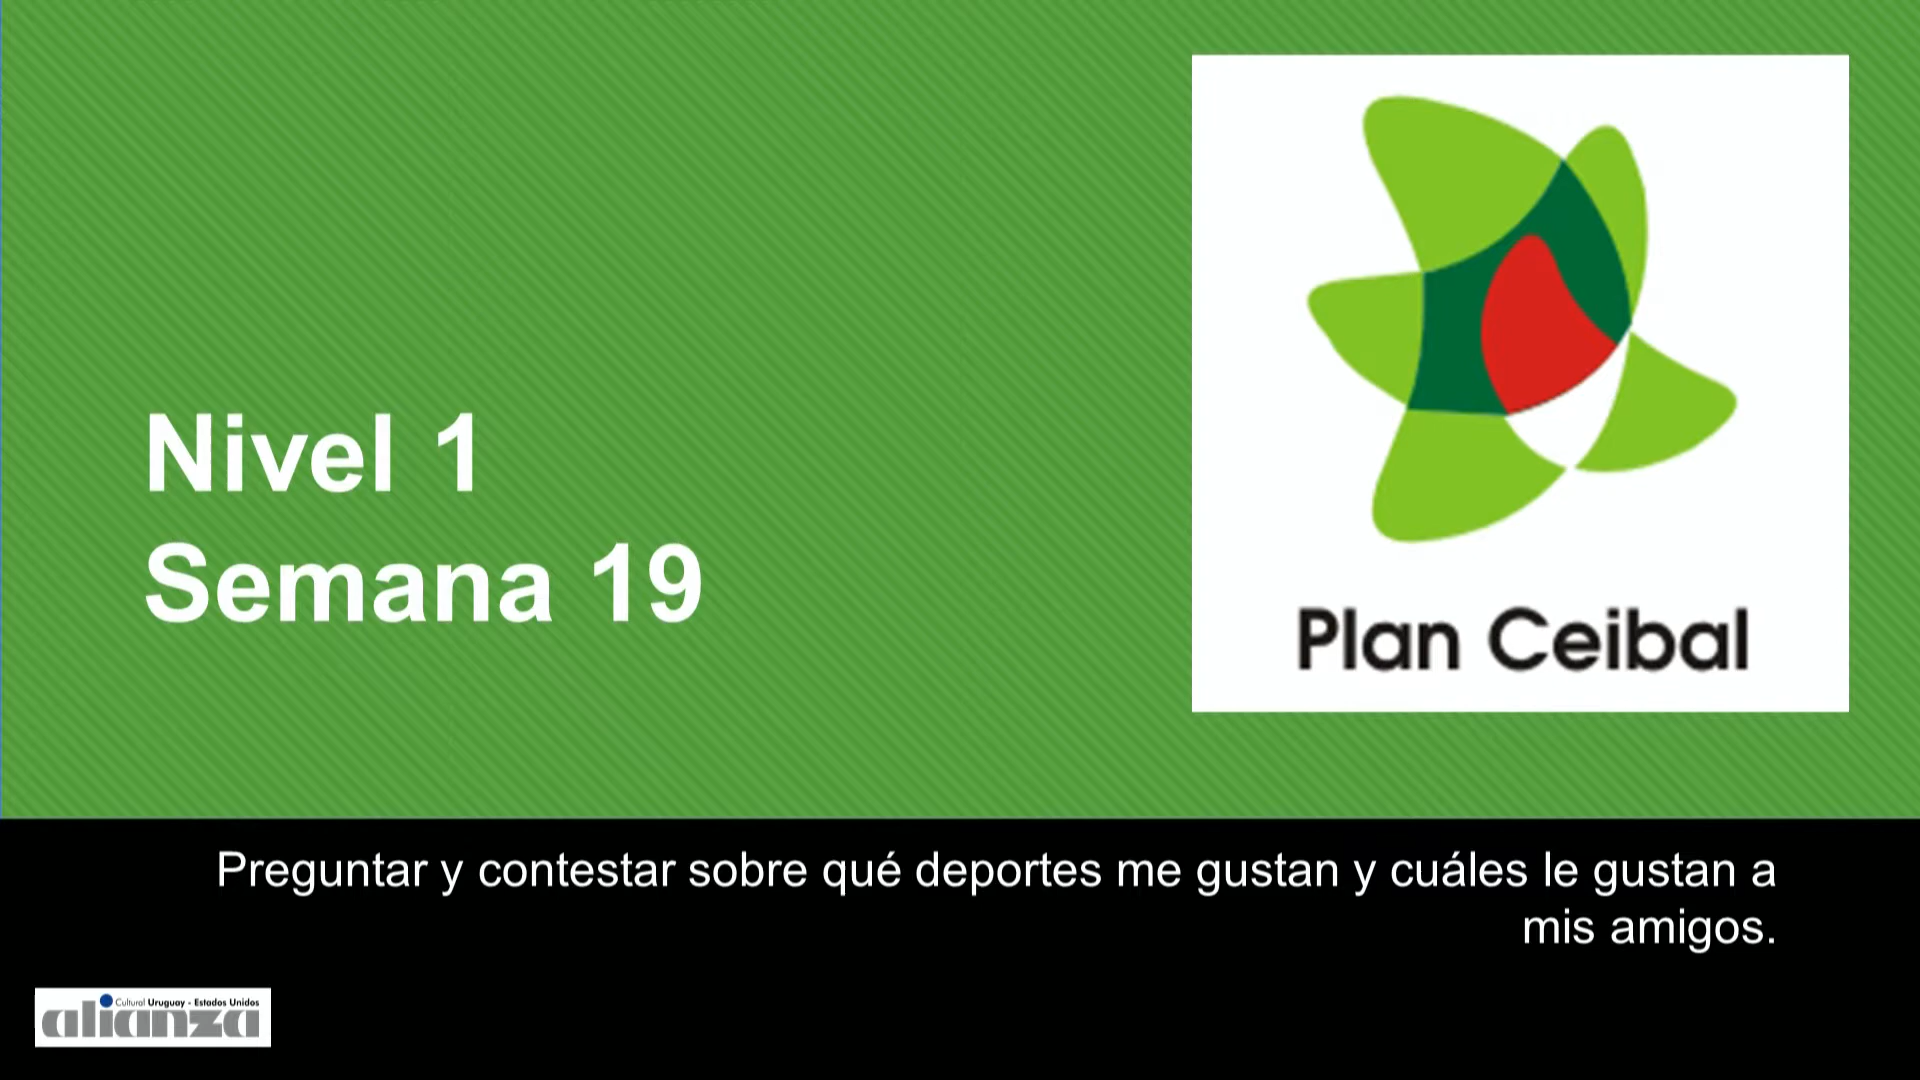 Nivel 1
Semana 19
Plan Ceibal
Preguntar y contestar sobre qué deportes me gustan y cuáles le gustan a
mis amigos.
Cultural Uruguay - Estados Unidos
alianza